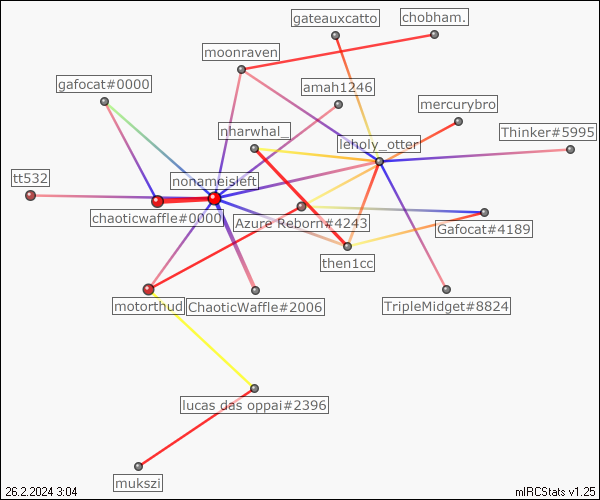 gateauxcatto
chobham.
moonraven
gafocat#0000
amah1246
mercurybro
nharwhal_
Thinker#5995
leholy_otter
tt532
nonameisleft
chaoticwaffle#0000
Azure Reborn#4243
Gafocat#4189
then1cc
motorthud
ChaoticWaffle#2006
TripleMidget#8824
lucas das oppai#2396
mukszi
26.2.2024 3:04
mIRCStats v1.25